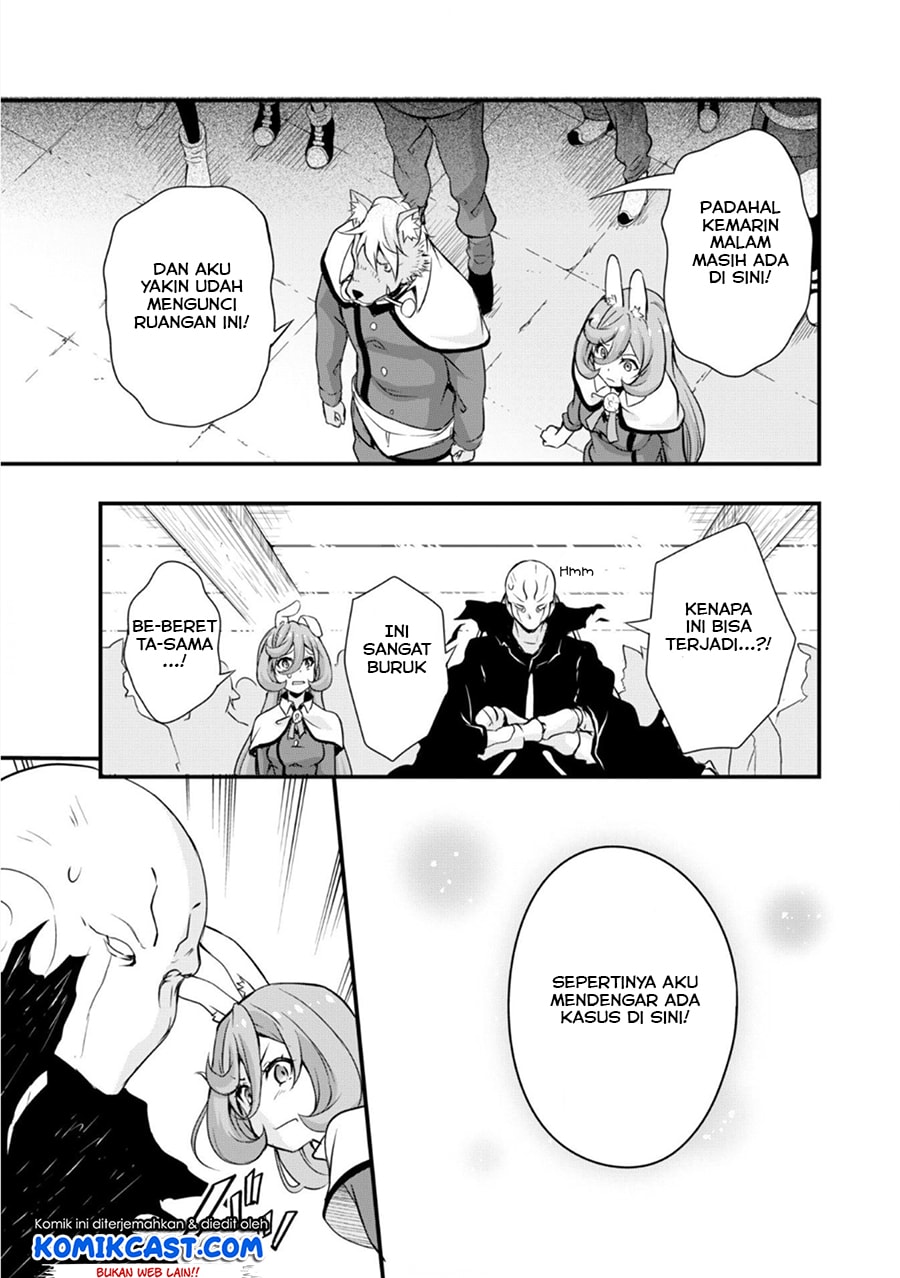 PADAHAL
KEMARIN
MALAM
MASIH ADA
DI SINI!
DAN AKU
YAKIN UDAH
MENGUNCI
RUANGAN INI!
KENAPA
INI BISA
TERJADI...?!
Hmm
INI
SANGAT
BURUK
BE-BERET
TA-SAMA
...!
SEPERTINYA AKU
MENDENGAR ADA
KASUS DI SINI!
Komik ini diterjemahkan & diedit oleh
KOMIKCAST.COM
BUKAN WEB LAIN!!